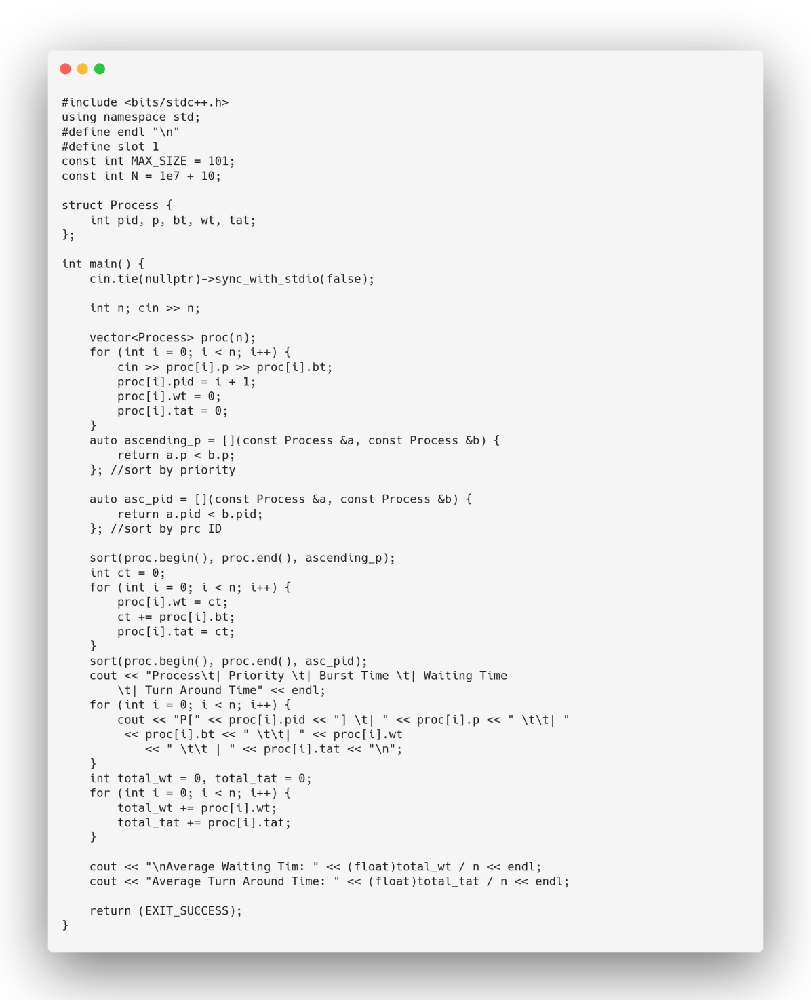 #include <bits/stdc++.h>
using namespace std;
#define endl "\n"
#define slot 1
const int MAX_SIZE = 101;
const int N = 1e7 + 10;

struct Process {
    int pid, p, bt, wt, tat;
};

int main() {
    cin.tie(nullptr)->sync_with_stdio(false);

    int n; cin >> n;

    vector<Process> proc(n);
    for (int i = 0; i < n; i++) {
        cin >> proc[i].p >> proc[i].bt;
        proc[i].pid = i + 1;
        proc[i].wt = 0;
        proc[i].tat = 0;
    }
    auto ascending_p = [](const Process &a, const Process &b) {
        return a.p < b.p;
    }; //sort by priority

    auto asc_pid = [](const Process &a, const Process &b) {
        return a.pid < b.pid;
    }; //sort by prc ID

    sort(proc.begin(), proc.end(), ascending_p);
    int ct = 0;
    for (int i = 0; i < n; i++) {
        proc[i].wt = ct;
        ct += proc[i].bt;
        proc[i].tat = ct;
    }
    sort(proc.begin(), proc.end(), asc_pid);
    cout << "Process\t| Priority \t| Burst Time \t| Waiting Time
        \t| Turn Around Time" << endl;
    for (int i = 0; i < n; i++) {
        cout << "P[" << proc[i].pid << "] \t| " << proc[i].p << " \t\t| "
         << proc[i].bt << " \t\t| " << proc[i].wt
            << " \t\t | " << proc[i].tat << "\n";
    }
    int total_wt = 0, total_tat = 0;
    for (int i = 0; i < n; i++) {
        total_wt += proc[i].wt;
        total_tat += proc[i].tat;
    }

    cout << "\nAverage Waiting Tim: " << (float)total_wt / n << endl;
    cout << "Average Turn Around Time: " << (float)total_tat / n << endl;

    return (EXIT_SUCCESS);
}